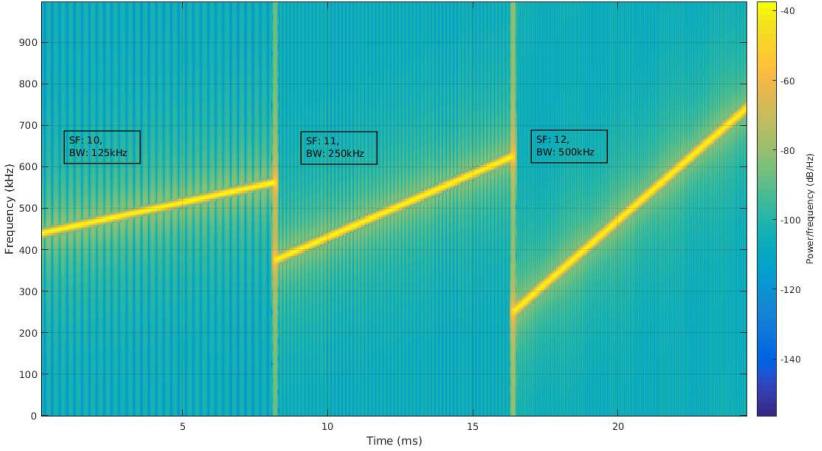 900
800
700
600
500
400
300
200
100
0
Frequency (kHz)
SF: 10,
BW: 125kHz
SF: 11,
BW: 250kHz
SF: 12,
BW: 500kHz
5
10
15
20
Time (ms)
-40
-60
-80
-100
-120
-140
Power/frequency (dB/Hz)